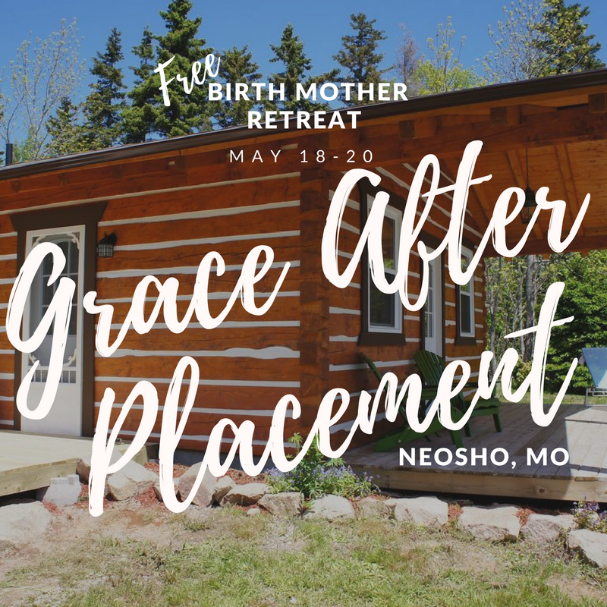 Free
BIRTH MOTHER
RETREAT
MAY 18-20
Grace After
Placement
NEOSHO, MO